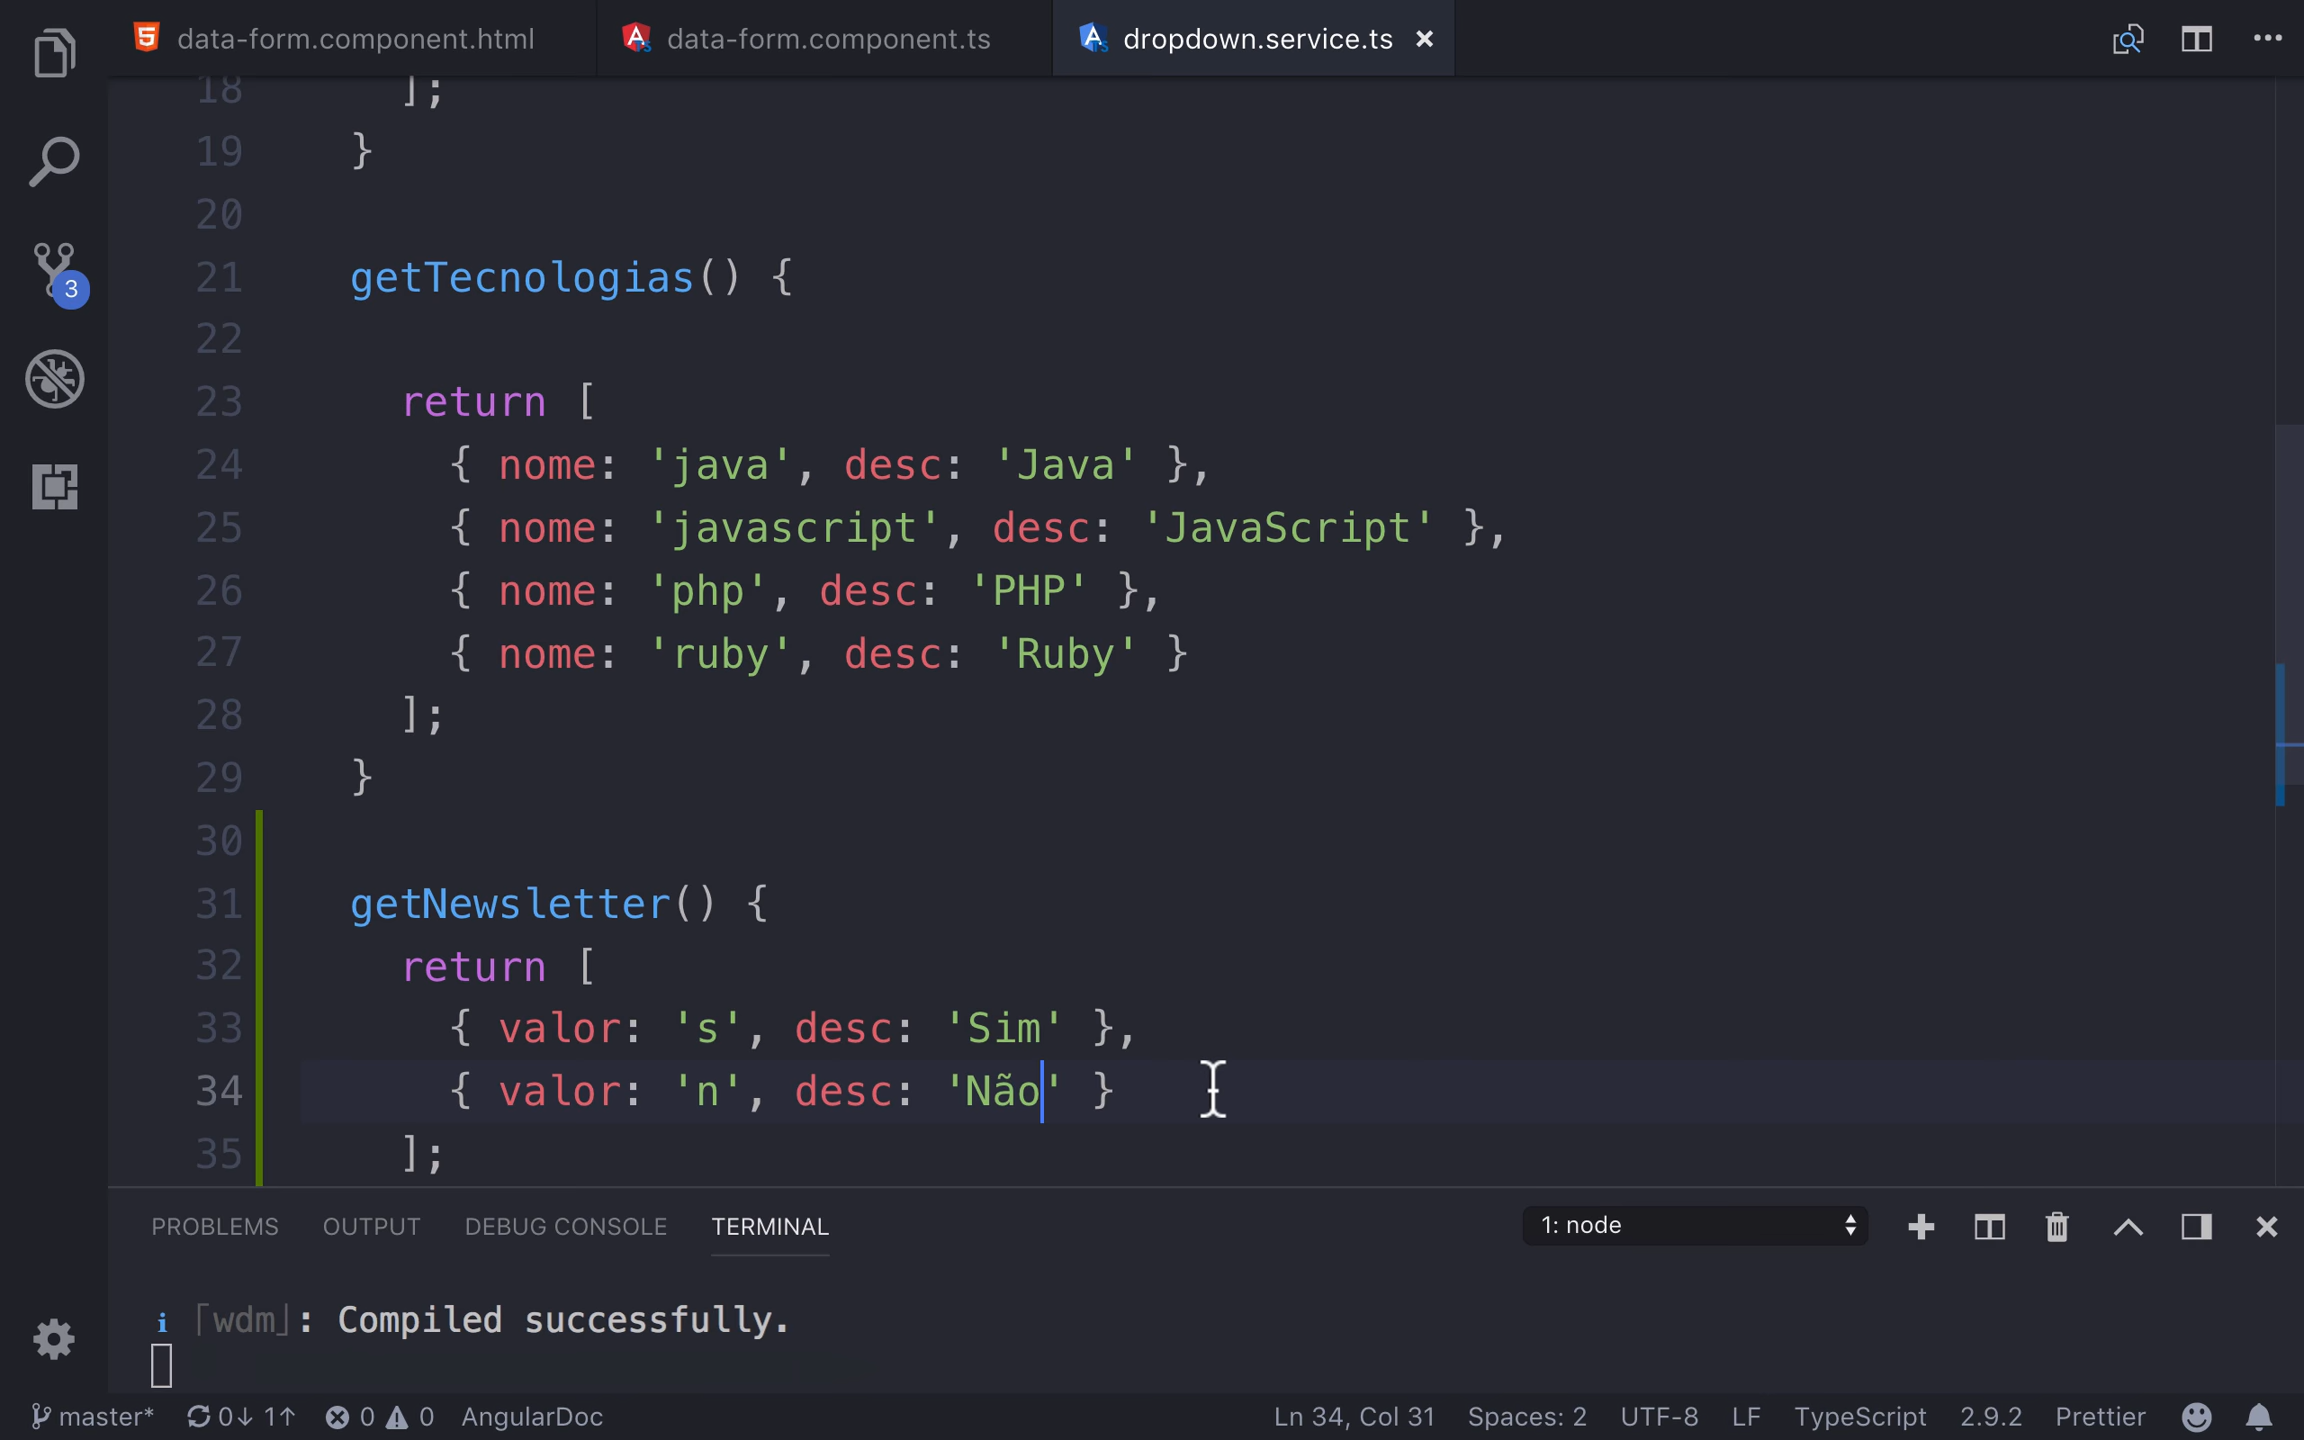 data-form.component.html data-form.component.ts dropdown.service.ts
18 ];
19 }
20
21 getTecnologias() {
22
23 return [
24 { nome: 'java', desc: 'Java' },
25 { nome: 'javascript', desc: 'JavaScript' },
26 { nome: 'php', desc: 'PHP' },
27 { nome: 'ruby', desc: 'Ruby' }
28 ];
29 }
30
31 getNewsletter() {
32 return [
33 { valor: 's', desc: 'Sim' },
34 { valor: 'n', desc: 'Não' }
35 ];
3
PROBLEMS OUTPUT DEBUG CONSOLE TERMINAL 1: node
i ｢wdm｣: Compiled successfully.
master* 0↓ 1↑ 0 0 AngularDoc Ln 34, Col 31 Spaces: 2 UTF-8 LF TypeScript 2.9.2 Prettier